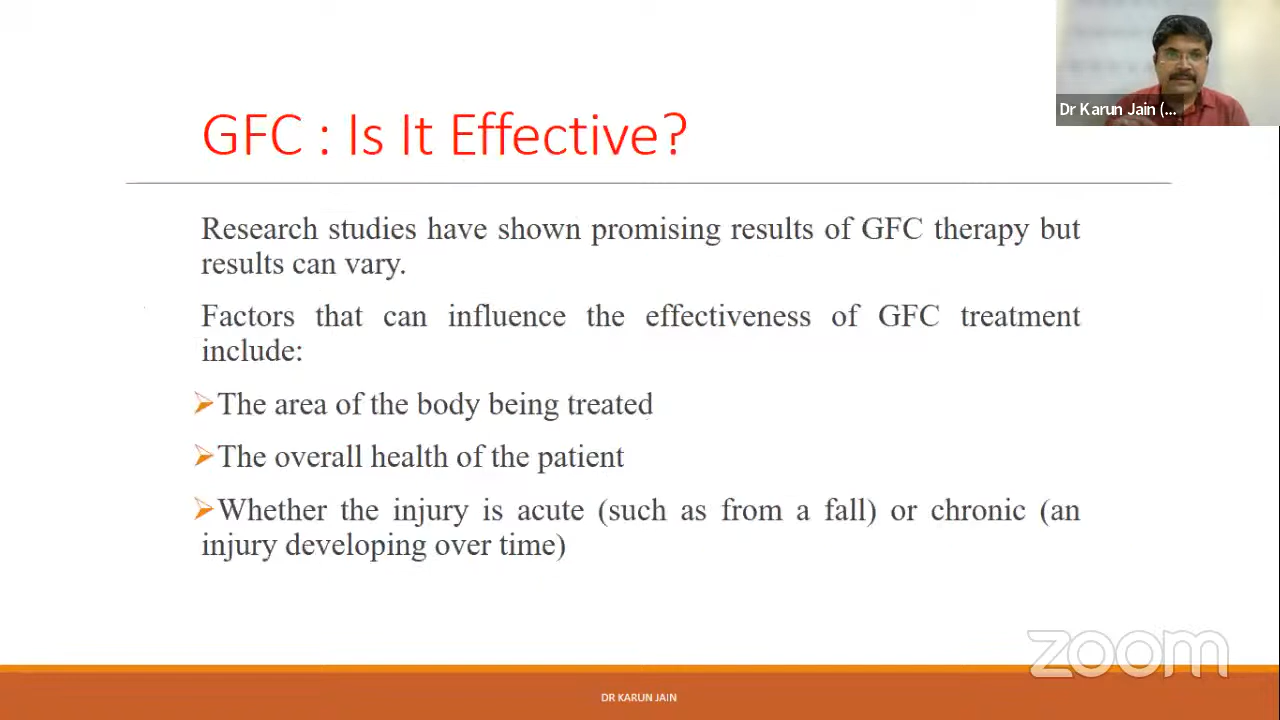 Dr Karun Jain (...
GFC : Is It Effective?
Research studies have shown promising results of GFC therapy but
results can vary.
Factors that can influence the effectiveness of GFC treatment
include:
The area of the body being treated
The overall health of the patient
Whether the injury is acute (such as from a fall) or chronic (an
injury developing over time)
zoom
DR KARUN JAIN